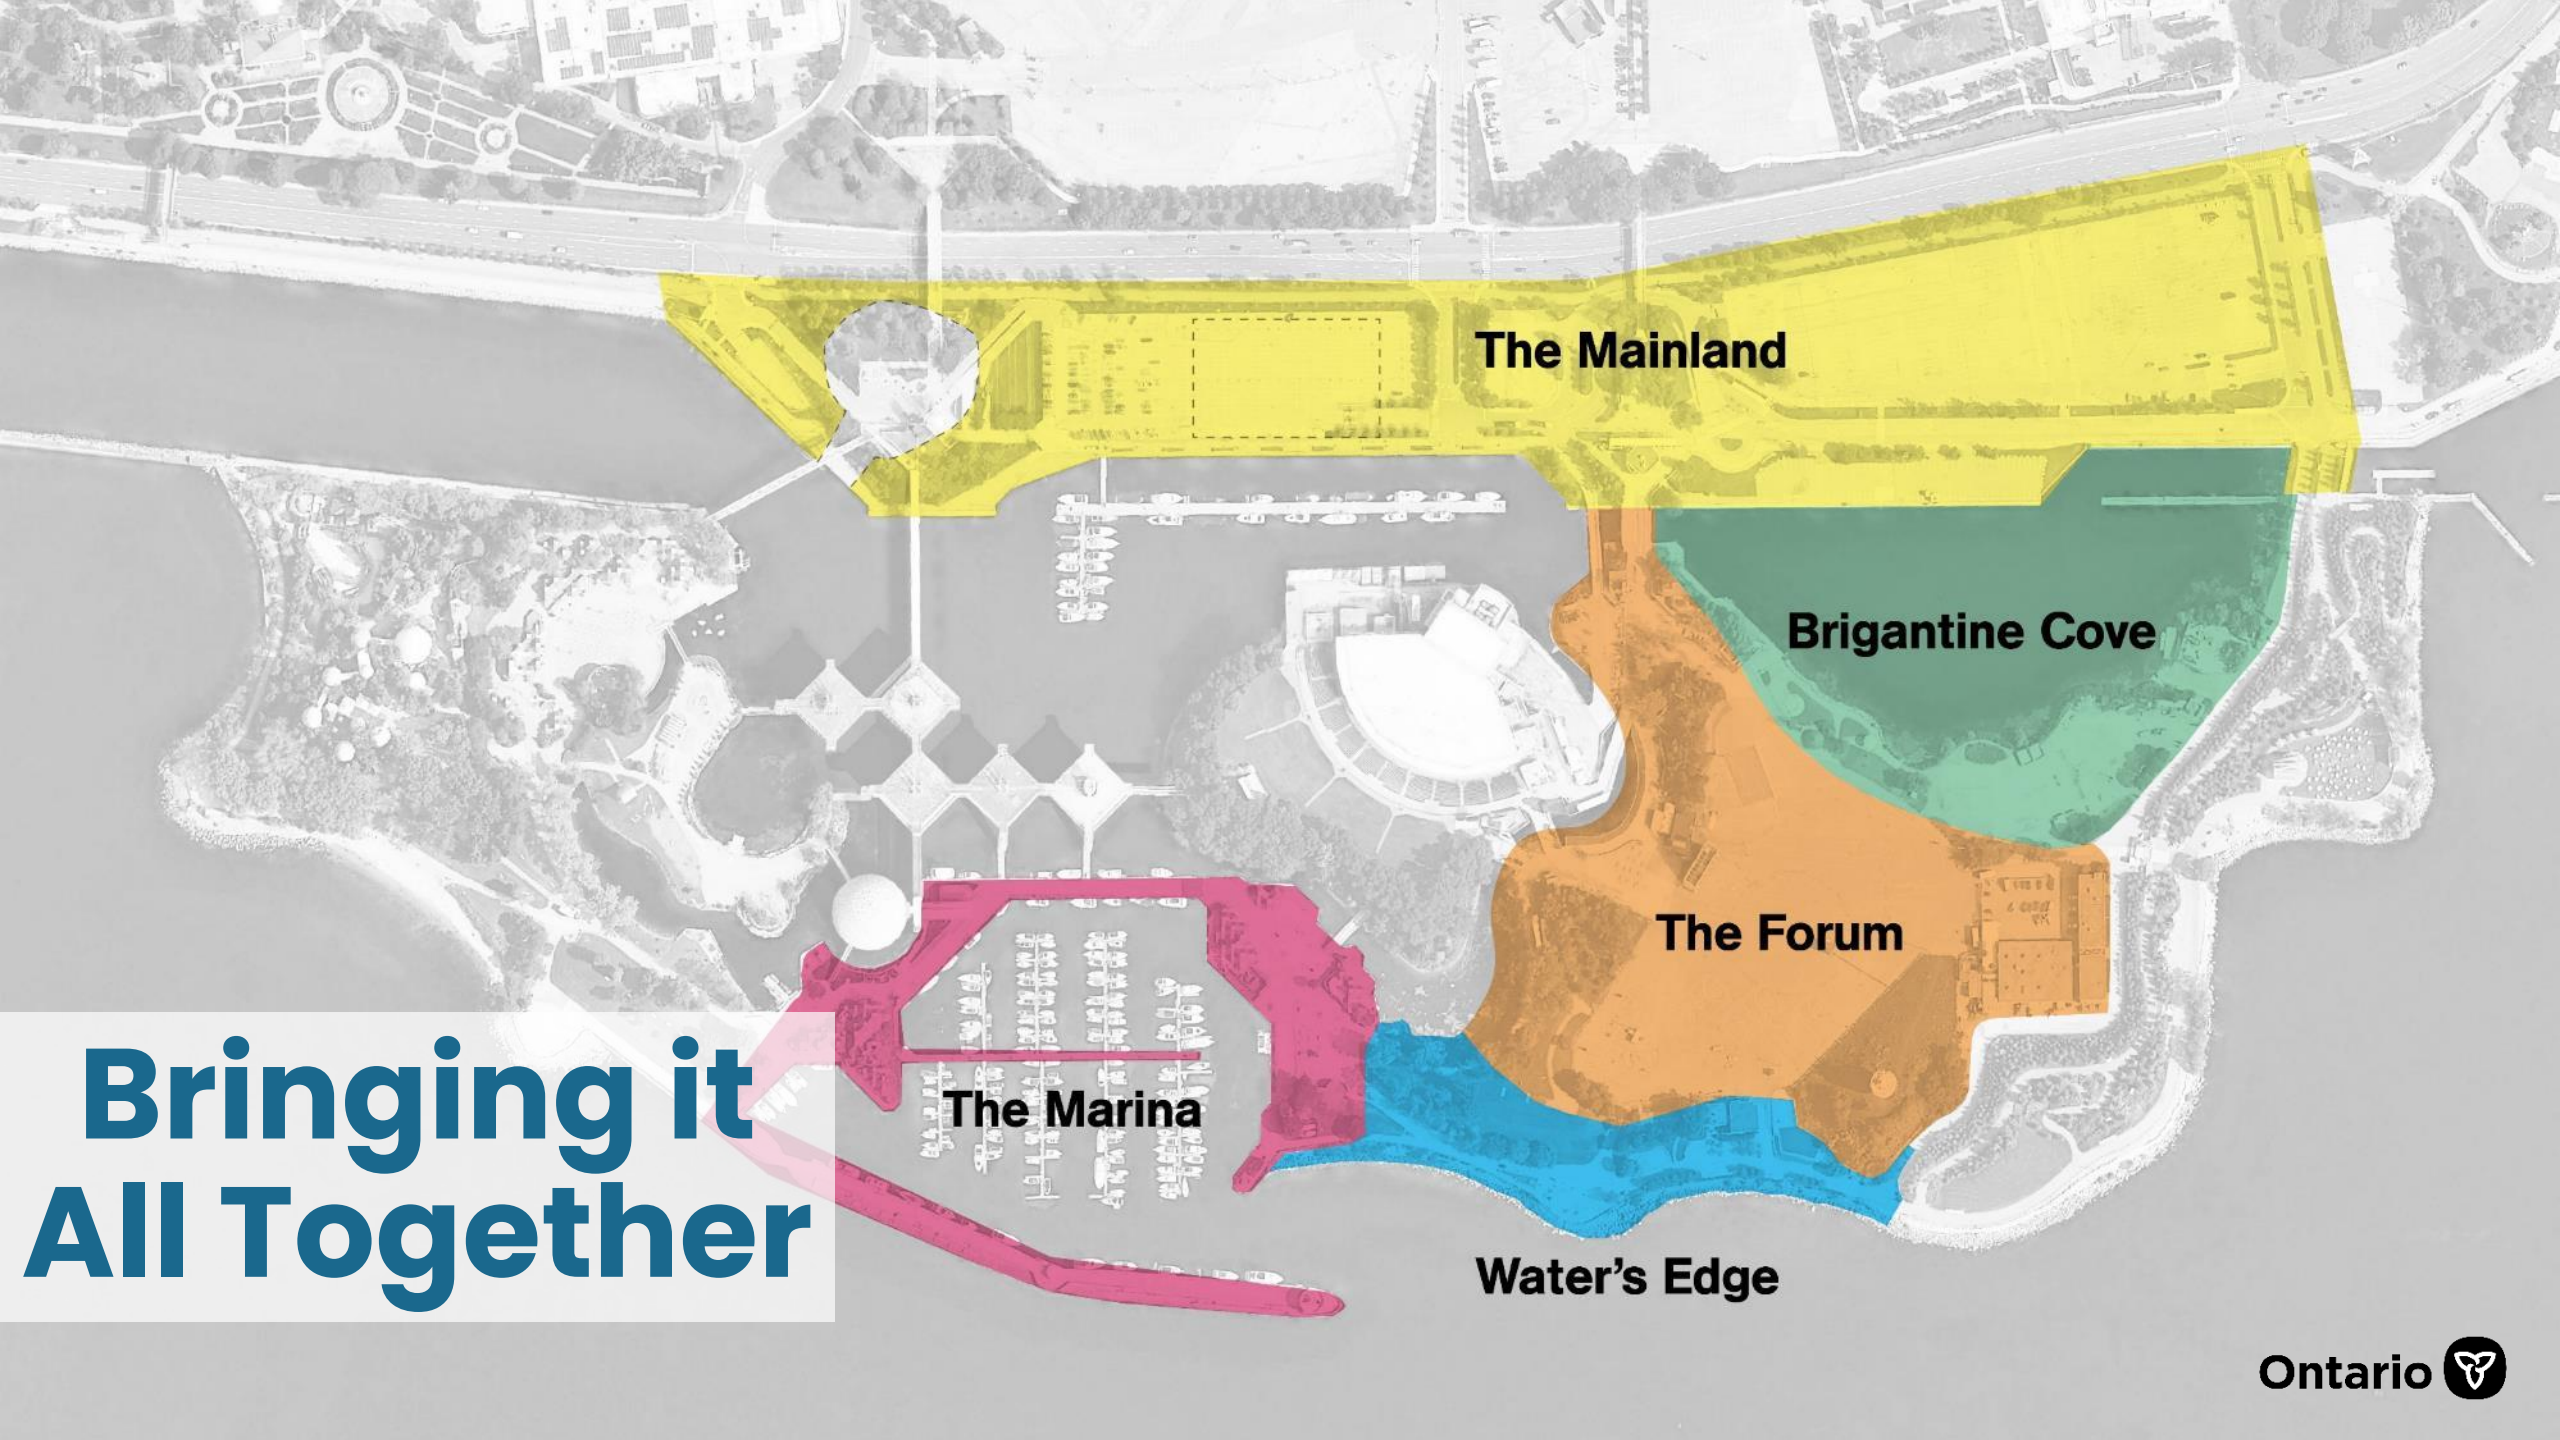 The Mainland
Brigantine Cove
The Forum
The Marina
Bringing it
All Together
Water's Edge
Ontario